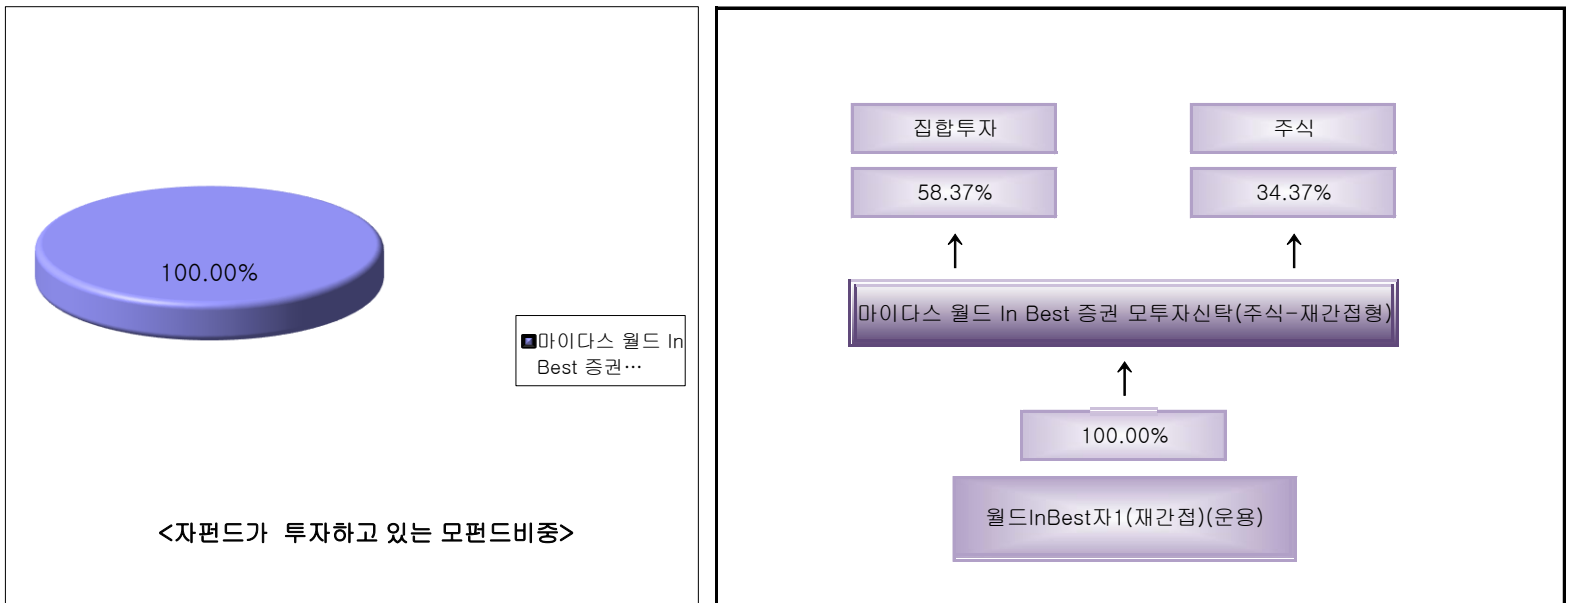 100.00%
마이다스 월드 In
Best 증권…
<자펀드가  투자하고 있는 모펀드비중>
집합투자
주식
58.37%
34.37%
↑
↑
마이다스 월드 In Best 증권 모투자신탁(주식-재간접형)
↑
100.00%
월드InBest자1(재간접)(운용)